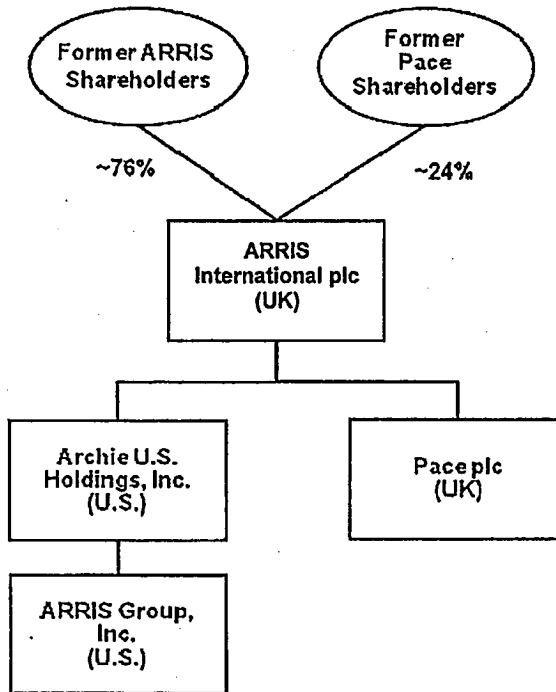 Former ARRIS
Shareholders
Former
Pace
Shareholders
~76%
~24%
ARRIS
International plc
(UK)
Archie U.S.
Holdings, Inc.
(U.S.)
Pace plc
(UK)
ARRIS Group,
Inc.
(U.S.)